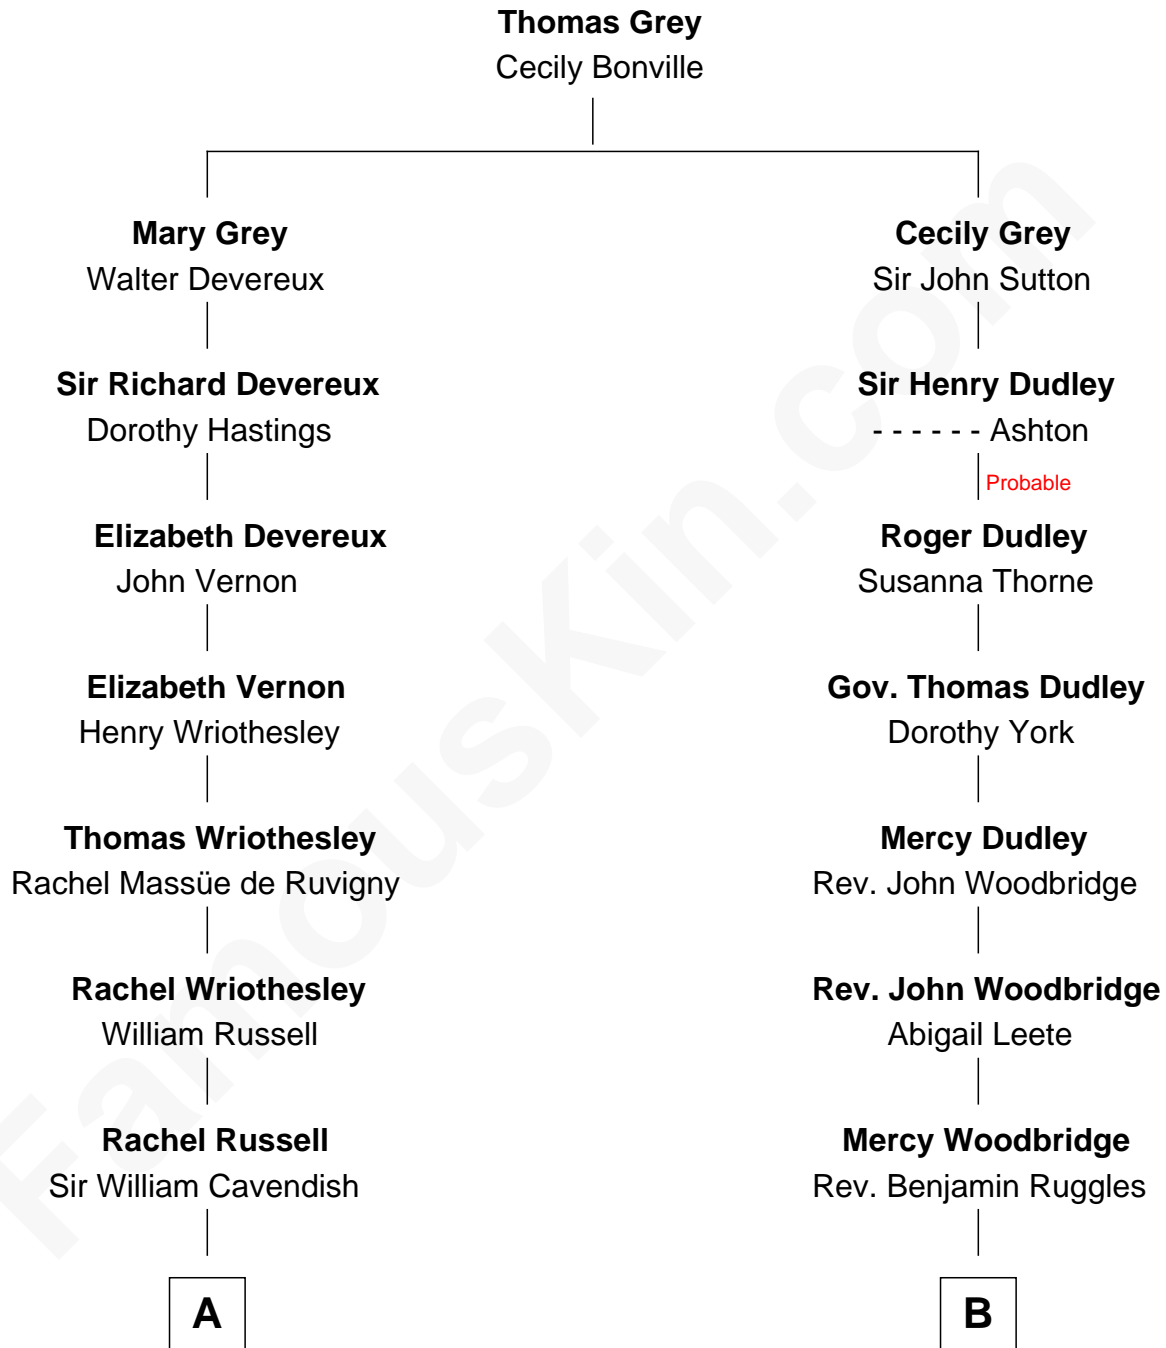 Thomas Grey
Cecily Bonville
Mary Grey
Walter Devereux
Cecily Grey
Sir John Sutton
Sir Richard Devereux
Dorothy Hastings
Sir Henry Dudley
- - - - - - Ashton
Probable
Elizabeth Devereux
John Vernon
Roger Dudley
Susanna Thorne
Elizabeth Vernon
Henry Wriothesley
Gov. Thomas Dudley
Dorothy York
Thomas Wriothesley
Rachel Massüe de Ruvigny
Mercy Dudley
Rev. John Woodbridge
Rachel Wriothesley
William Russell
Rev. John Woodbridge
Abigail Leete
Rachel Russell
Sir William Cavendish
Mercy Woodbridge
Rev. Benjamin Ruggles
A
B
FamousKin.com